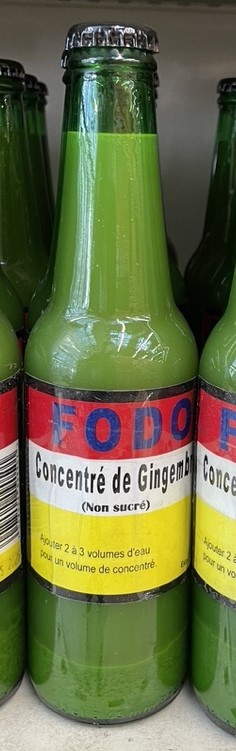 FODO
Concentré de Gingemb
(Non sucré)
Ajouter 2 à 3 volumes d'eau
pour un volume de concentré.